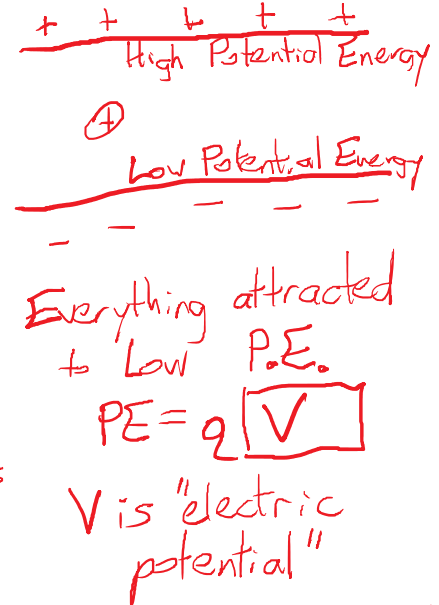 + + + + +
High Potential Energy
+
Low Potential Energy
— — — — —
Everything attracted
to Low P.E.
PE = q V
V is "electric
potential"